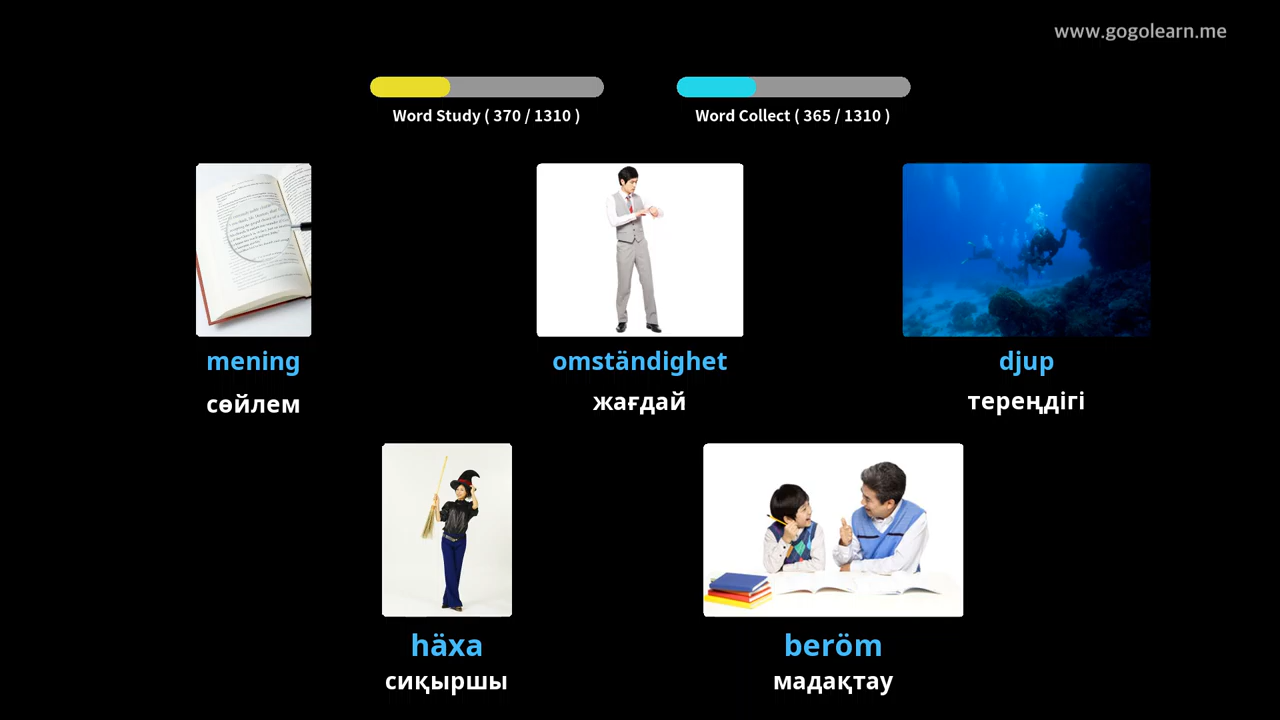 www.gogolearn.me
Word Study ( 370 / 1310 )
Word Collect ( 365 / 1310 )
mening
сөйлем
omständighet
жағдай
djup
тереңдігі
häxa
сиқыршы
beröm
мадақтау